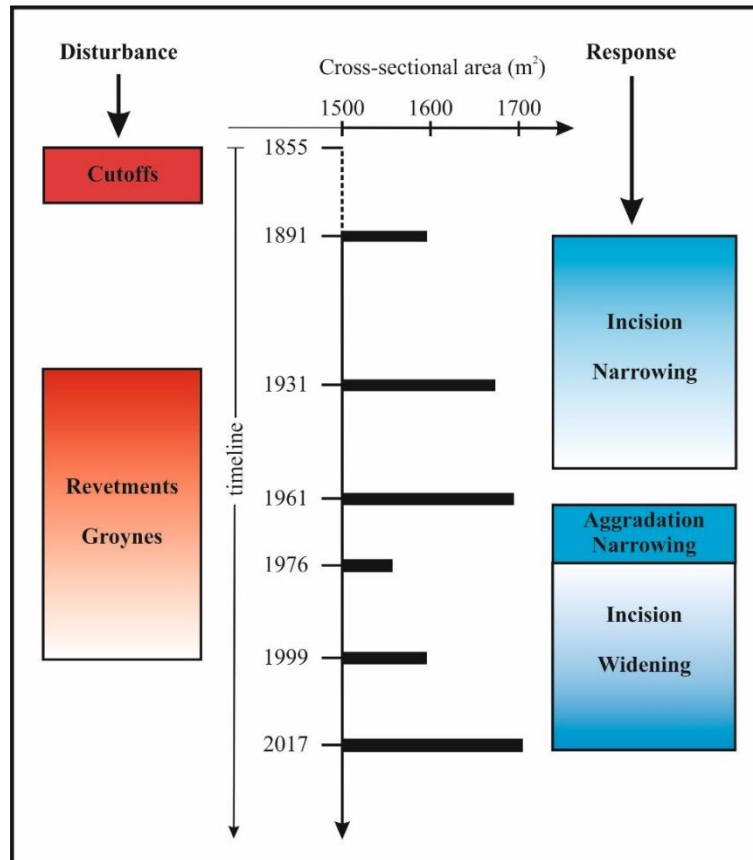 Disturbance
Cross-sectional area (m²)
Response
1500 1600 1700
1855
Cutoffs
1891
Incision
Narrowing
1931
timeline
Revetments
Groynes
1961
Aggradation
Narrowing
1976
Incision
Widening
1999
2017